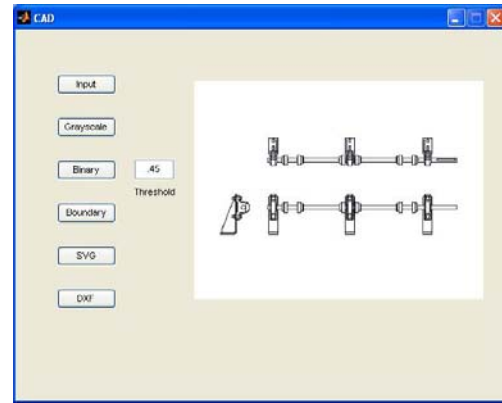 CAD
Input
Grayscale
Binary
.45
Threshold
Boundary
SVG
DXF